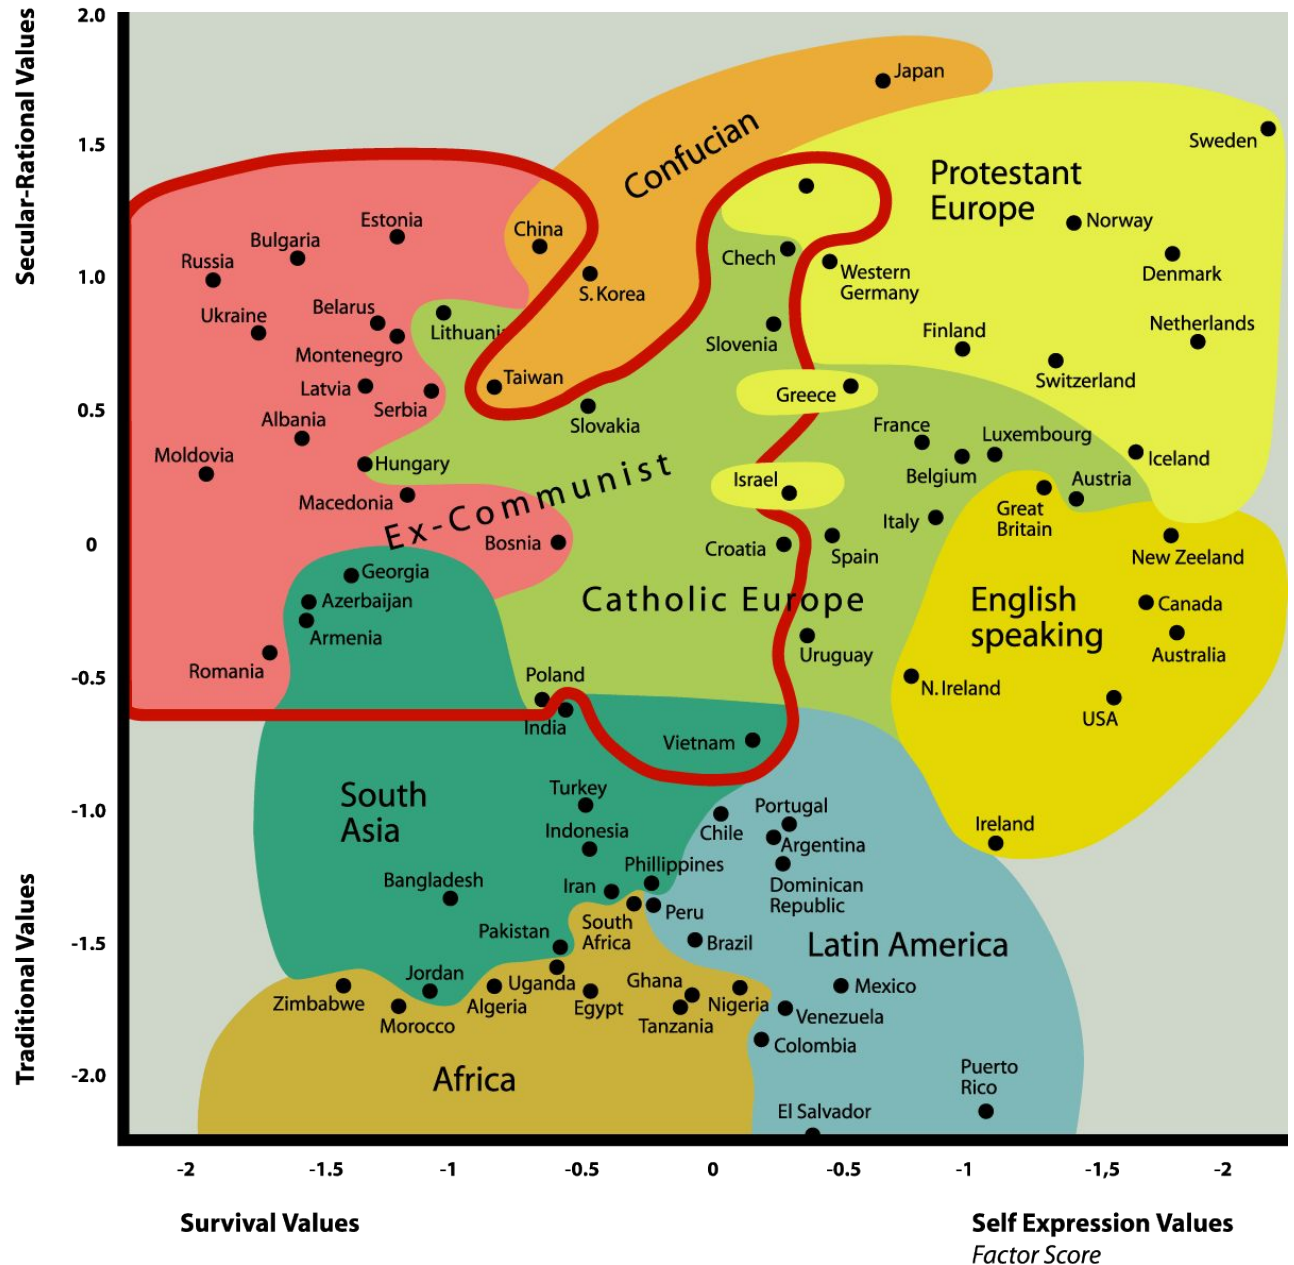 Secular-Rational Values
Traditional Values
2.0
1.5
1.0
0.5
0
-0.5
-1.0
-1.5
-2.0
Japan
Confucian
Sweden
Protestant
Europe
Estonia
China
Norway
Bulgaria
Chech
Western
Germany
Denmark
Russia
S. Korea
Ukraine
Belarus
Lithuani
Slovenia
Finland
Netherlands
Montenegro
Switzerland
Latvia
Serbia
Taiwan
Greece
Albania
Slovakia
France
Luxembourg
Moldovia
Hungary
Belgium
Iceland
Macedonia
Ex-Communist
Israel
Great
Britain
Austria
Italy
Bosnia
Croatia
Spain
New Zeeland
Georgia
Azerbaijan
Armenia
Catholic Europe
English
speaking
Canada
Australia
Romania
Uruguay
Poland
N. Ireland
India
USA
Vietnam
South
Asia
Turkey
Portugal
Chile
Indonesia
Argentina
Ireland
Phillippines
Dominican
Republic
Bangladesh
Iran
Peru
South
Africa
Pakistan
Brazil
Latin America
Jordan
Uganda
Ghana
Mexico
Zimbabwe
Algeria
Egypt
Nigeria
Venezuela
Morocco
Tanzania
Colombia
Africa
Puerto
Rico
El Salvador
-2
-1.5
-1
-0.5
0
-0.5
-1
-1,5
-2
Survival Values
Self Expression Values
Factor Score